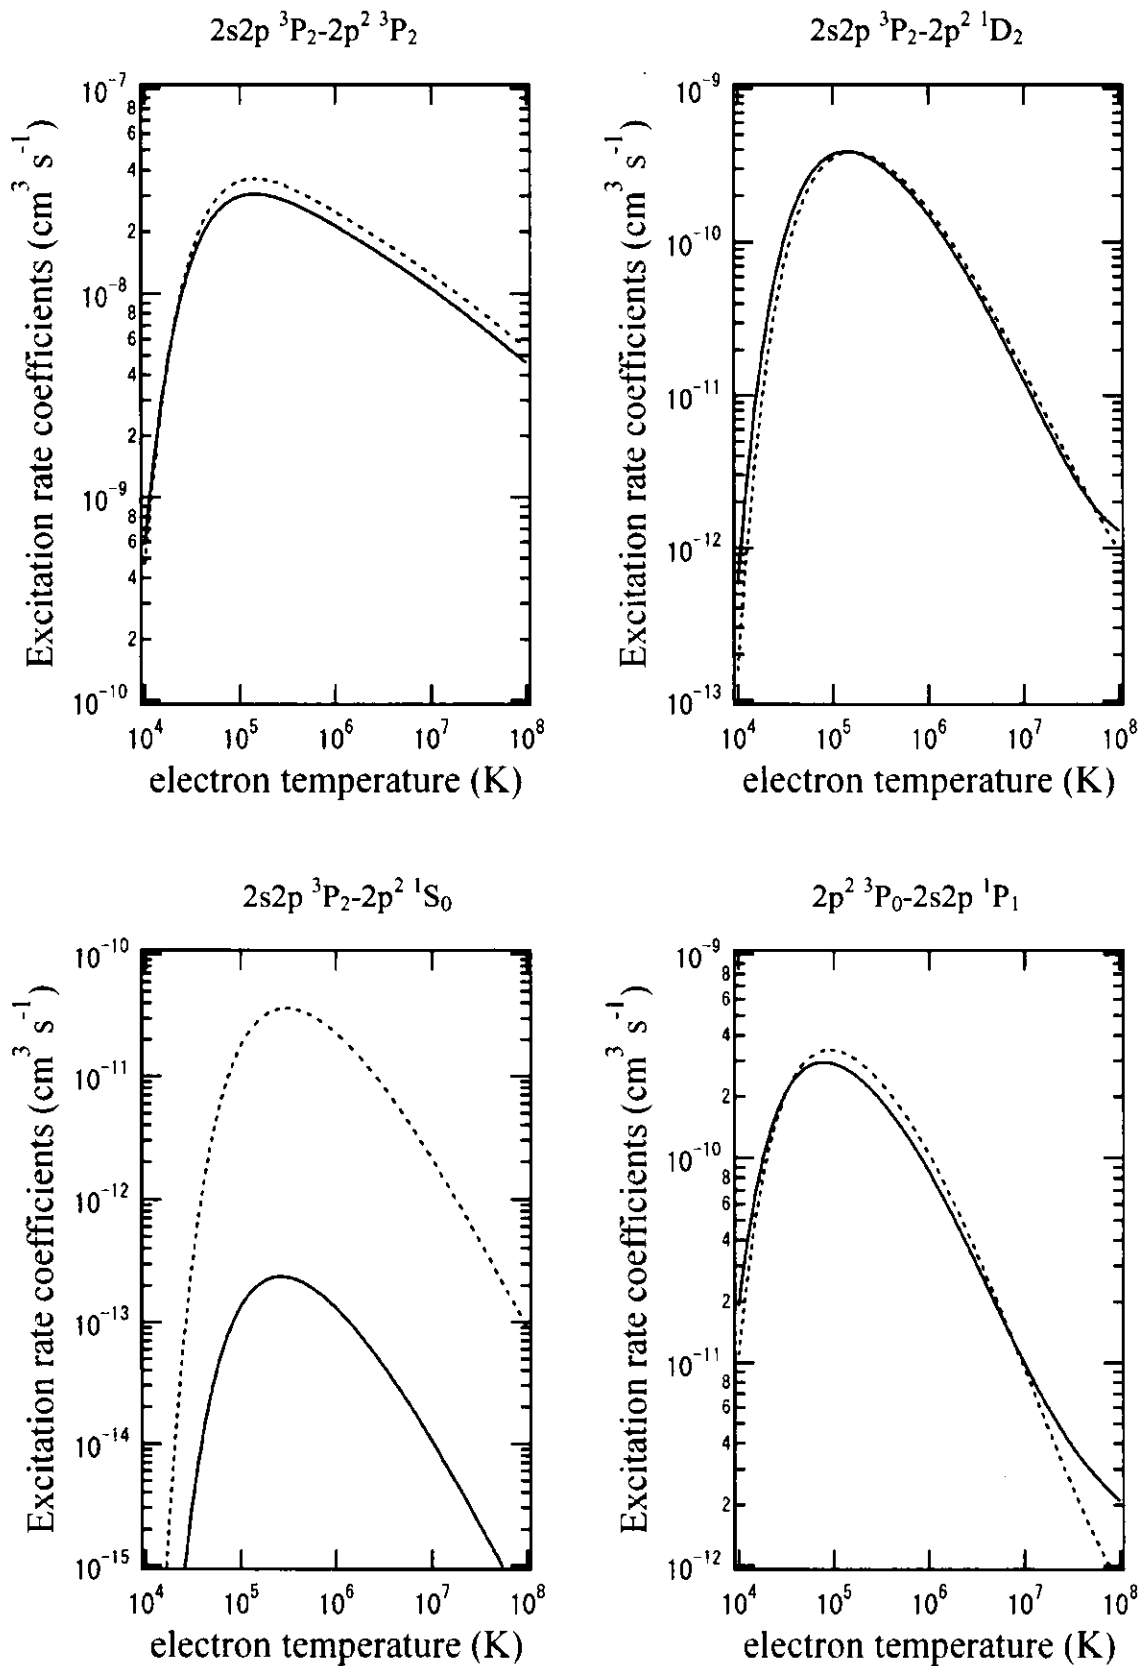 2s2p ³P₂-2p² ³P₂
Excitation rate coefficients (cm³ s⁻¹)
10⁻⁷
8
6
4
2
10⁻⁸
8
6
4
2
10⁻⁹
8
6
4
2
10⁻¹⁰
10⁴ 10⁵ 10⁶ 10⁷ 10⁸
electron temperature (K)
2s2p ³P₂-2p² ¹D₂
Excitation rate coefficients (cm³ s⁻¹)
10⁻⁹
10⁻¹⁰
10⁻¹¹
10⁻¹²
10⁻¹³
10⁴ 10⁵ 10⁶ 10⁷ 10⁸
electron temperature (K)
2s2p ³P₂-2p² ¹S₀
Excitation rate coefficients (cm³ s⁻¹)
10⁻¹⁰
10⁻¹¹
10⁻¹²
10⁻¹³
10⁻¹⁴
10⁻¹⁵
10⁴ 10⁵ 10⁶ 10⁷ 10⁸
electron temperature (K)
2p² ³P₀-2s2p ¹P₁
Excitation rate coefficients (cm³ s⁻¹)
10⁻⁹
8
6
4
2
10⁻¹⁰
8
6
4
2
10⁻¹¹
8
6
4
2
10⁻¹²
10⁴ 10⁵ 10⁶ 10⁷ 10⁸
electron temperature (K)